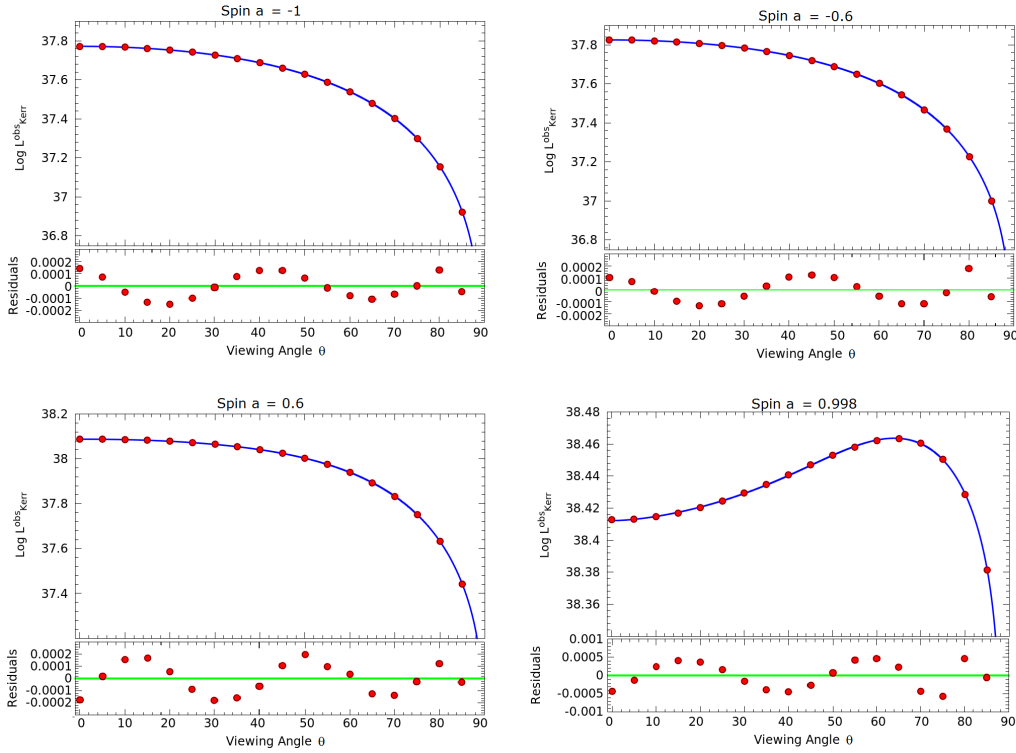 Spin a = -1
37.8
37.6
37.4
37.2
37
36.8
Log L^obs_Kerr
0.0002
0.0001
0
-0.0001
-0.0002
Residuals
0 10 20 30 40 50 60 70 80 90
Viewing Angle θ
Spin a = -0.6
37.8
37.6
37.4
37.2
37
36.8
Log L^obs_Kerr
0.0002
0.0001
0
-0.0001
-0.0002
Residuals
0 10 20 30 40 50 60 70 80 90
Viewing Angle θ
Spin a = 0.6
38.2
38
37.8
37.6
37.4
Log L^obs_Kerr
0.0002
0.0001
0
-0.0001
-0.0002
Residuals
0 10 20 30 40 50 60 70 80 90
Viewing Angle θ
Spin a = 0.998
38.48
38.46
38.44
38.42
38.4
38.38
38.36
Log L^obs_Kerr
0.001
0.0005
0
-0.0005
-0.001
Residuals
0 10 20 30 40 50 60 70 80 90
Viewing Angle θ